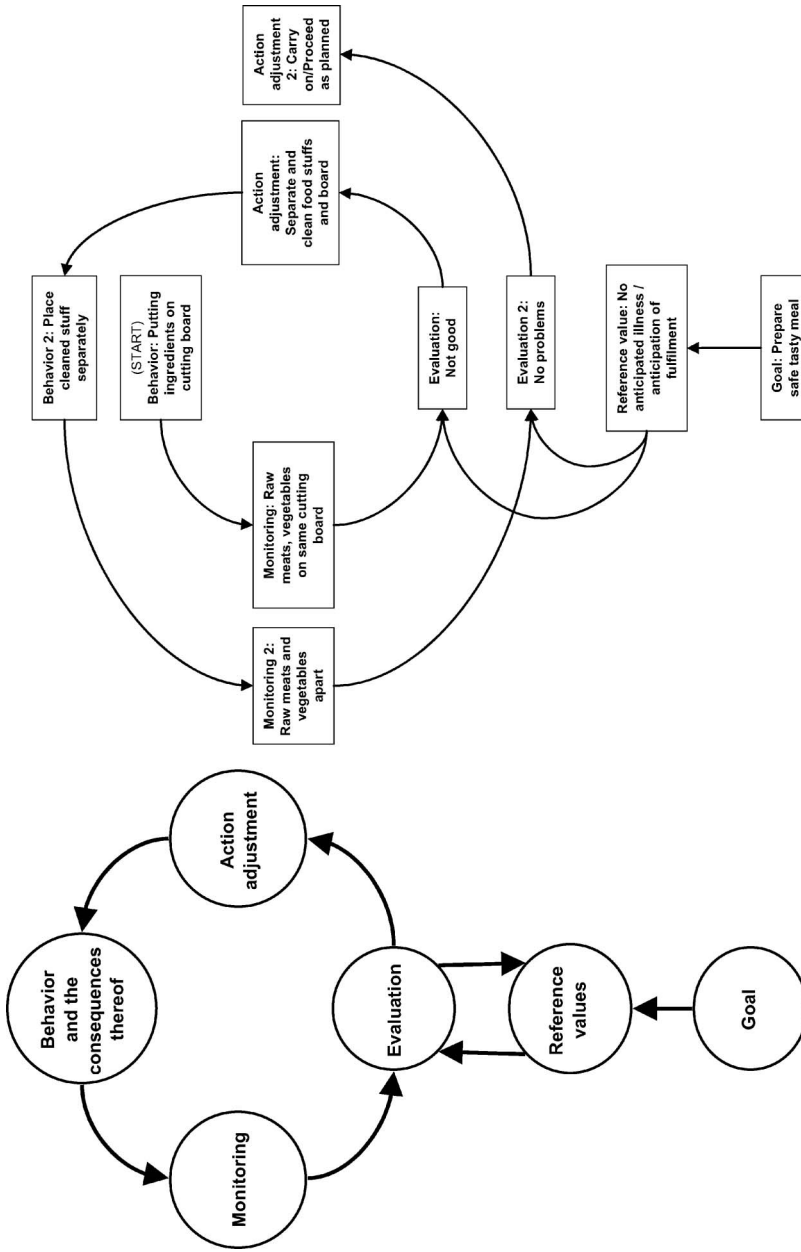 Behavior
and the
consequences
thereof
Action
adjustment
Monitoring
Evaluation
Reference
values
Goal
Behavior 2: Place
cleaned stuff
separately
(START)
Behavior: Putting
ingredients on
cutting board
Action
adjustment:
Separate and
clean food stuffs
and board
Action
adjustment
2: Carry
on/Proceed
as planned
Monitoring 2:
Raw meats and
vegetables
apart
Monitoring: Raw
meats, vegetables
on same cutting
board
Evaluation:
Not good
Evaluation 2:
No problems
Reference value: No
anticipated illness /
anticipation of
fulfilment
Goal: Prepare
safe tasty meal